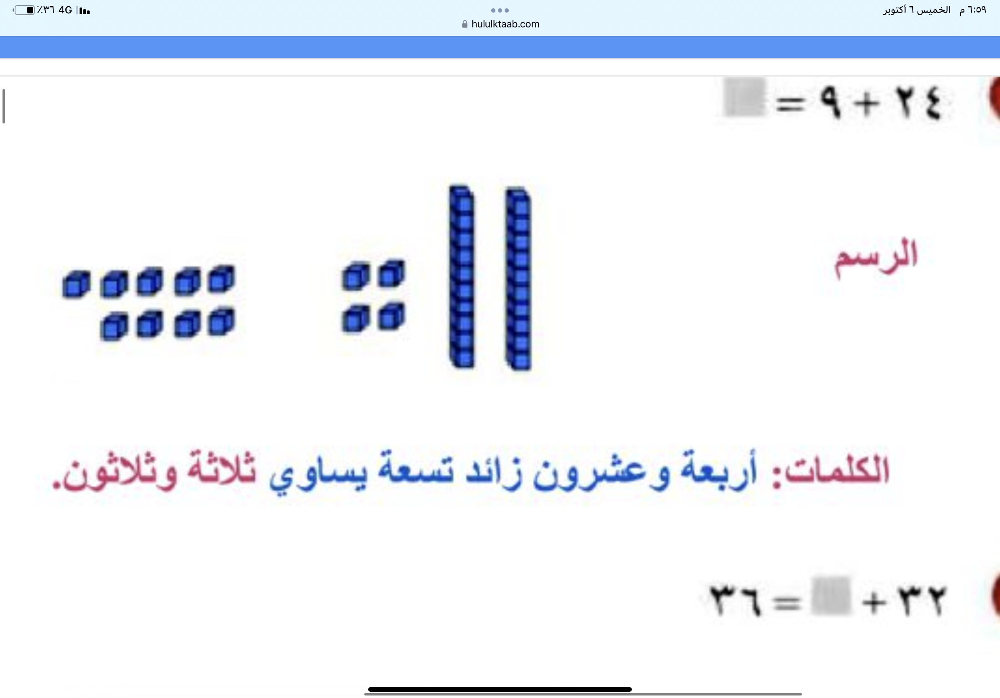 ٦:٥٩ م الخميس ٦ أكتوبر
٪٣٦ 4G
hululktaab.com
٢٤ + ٩ =
الرسم
الكلمات: أربعة وعشرون زائد تسعة يساوي ثلاثة وثلاثون.
٣٢ + = ٣٦